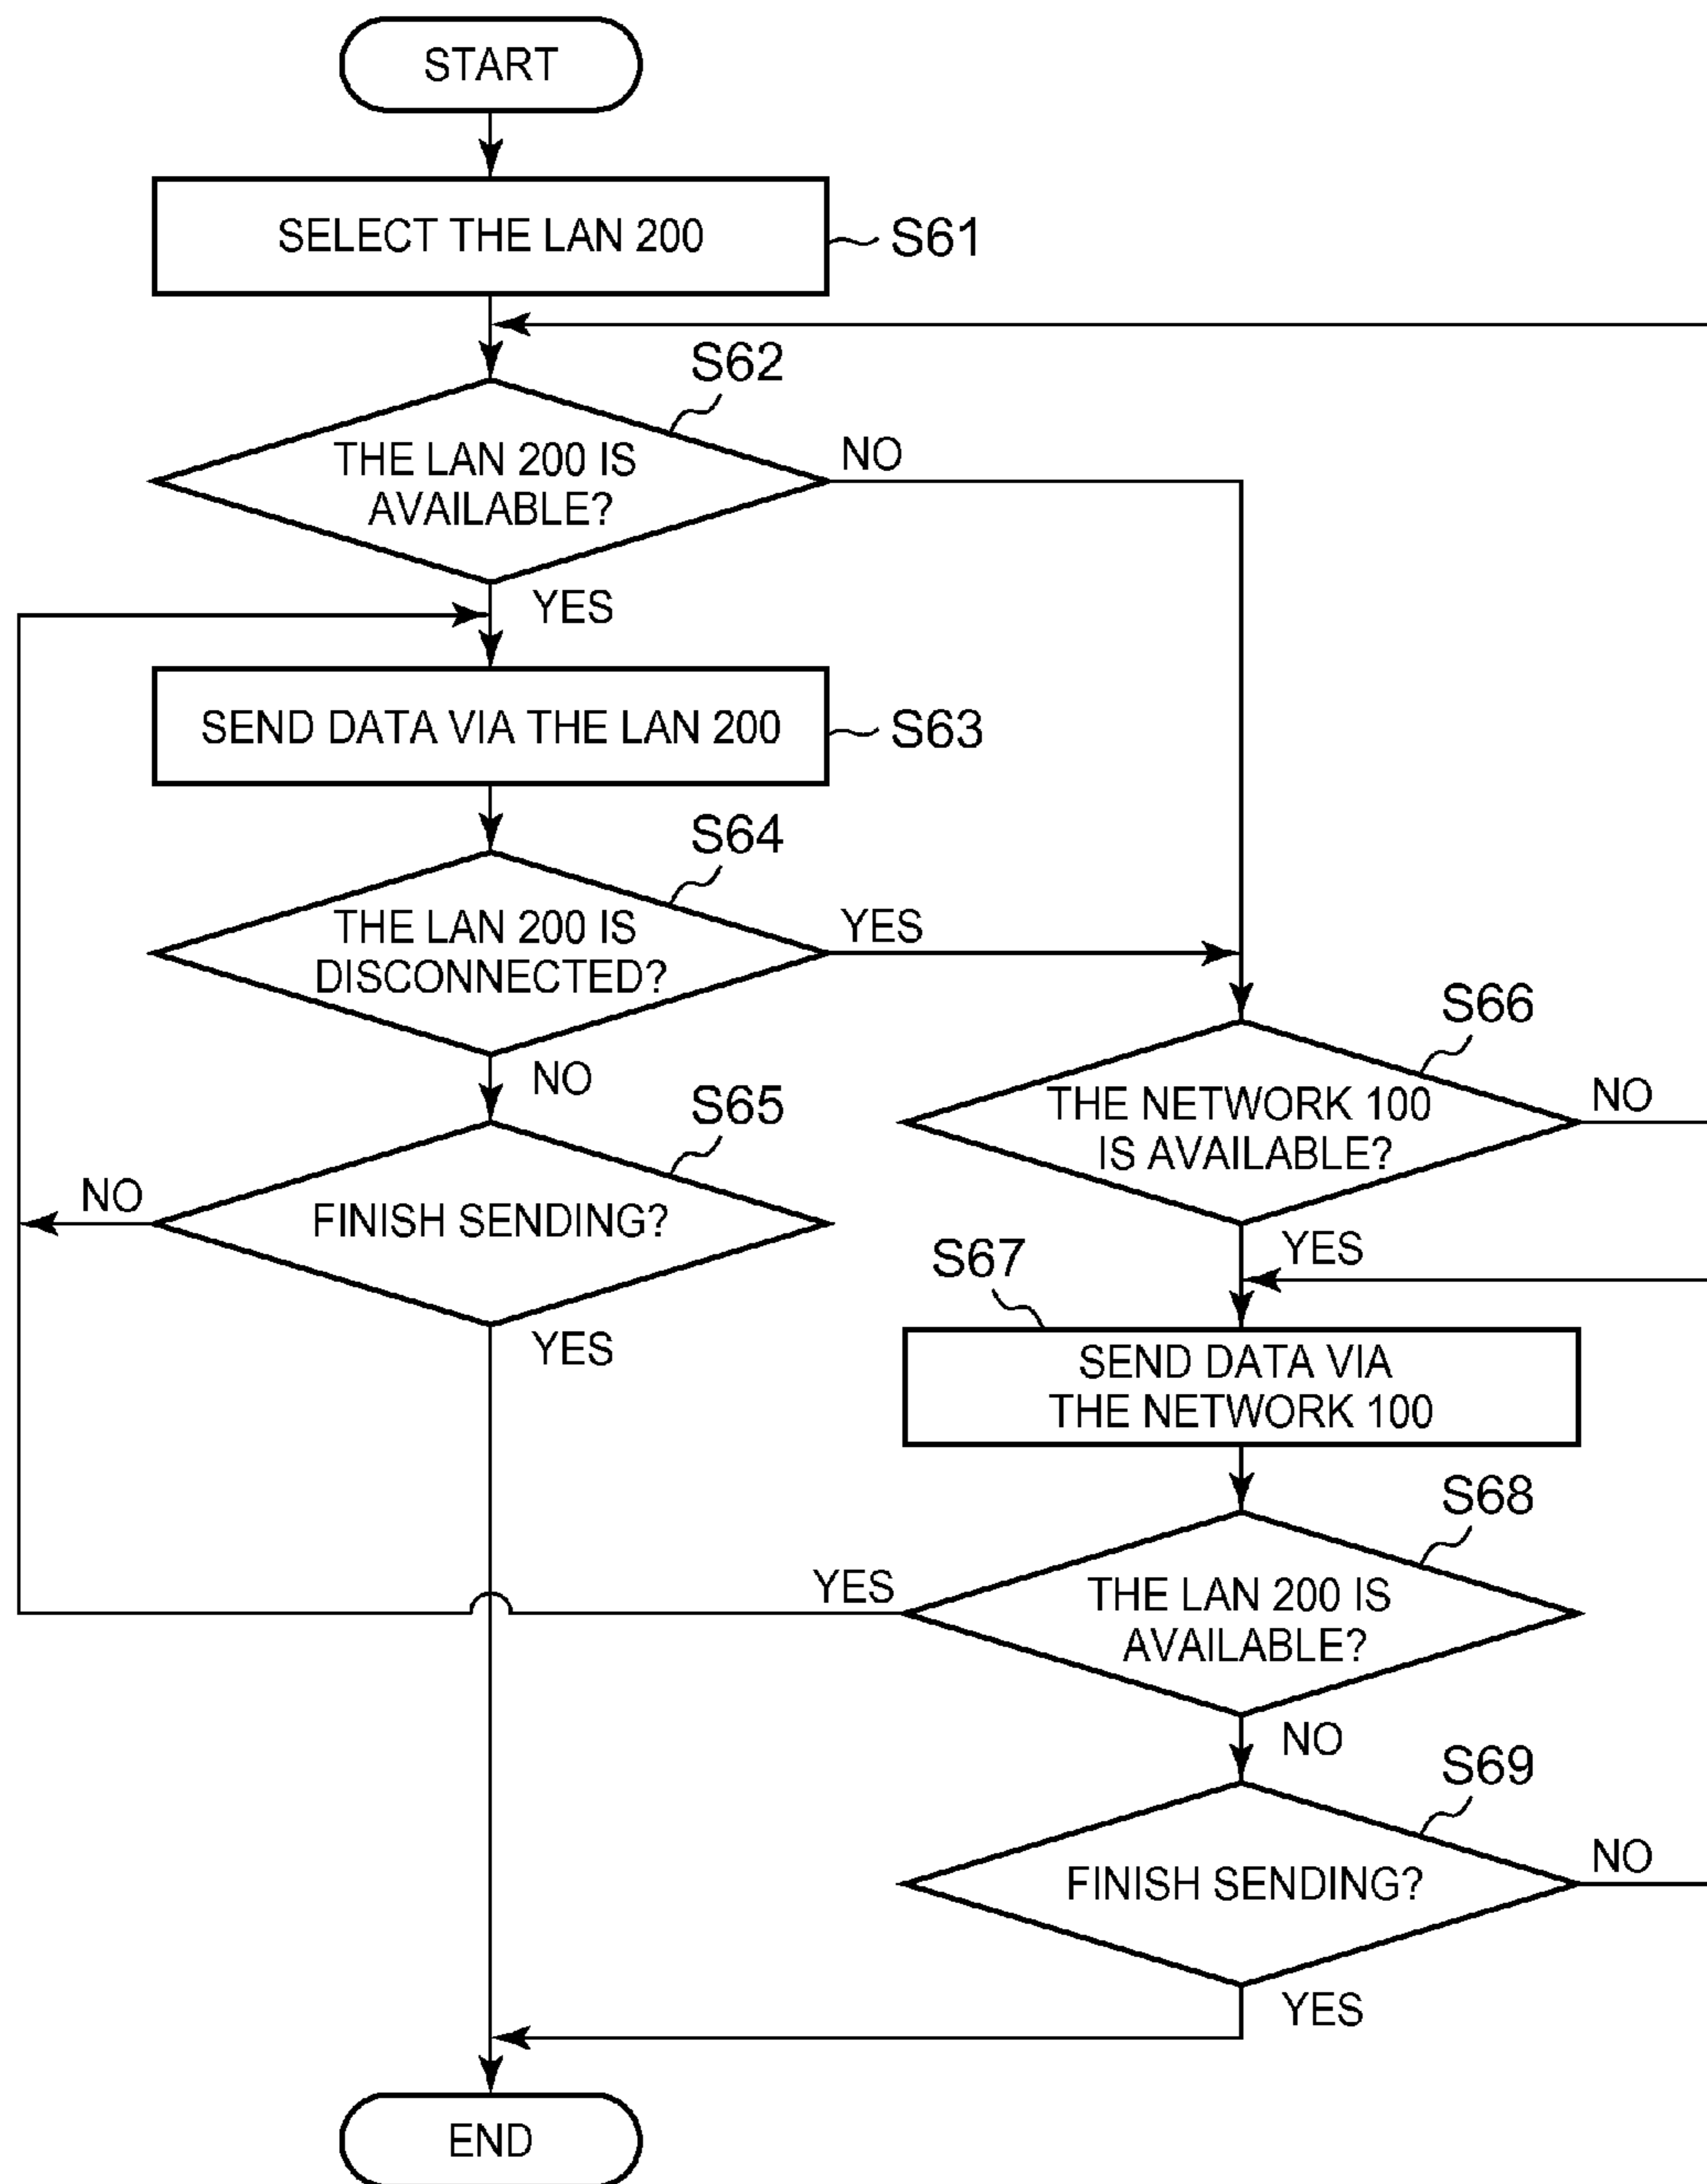 START
SELECT THE LAN 200
S61
S62
THE LAN 200 IS
AVAILABLE?
NO
YES
SEND DATA VIA THE LAN 200
S63
S64
THE LAN 200 IS
DISCONNECTED?
YES
NO
S65
FINISH SENDING?
NO
YES
S66
THE NETWORK 100
IS AVAILABLE?
NO
YES
S67
SEND DATA VIA
THE NETWORK 100
S68
THE LAN 200 IS
AVAILABLE?
YES
NO
S69
FINISH SENDING?
NO
YES
END